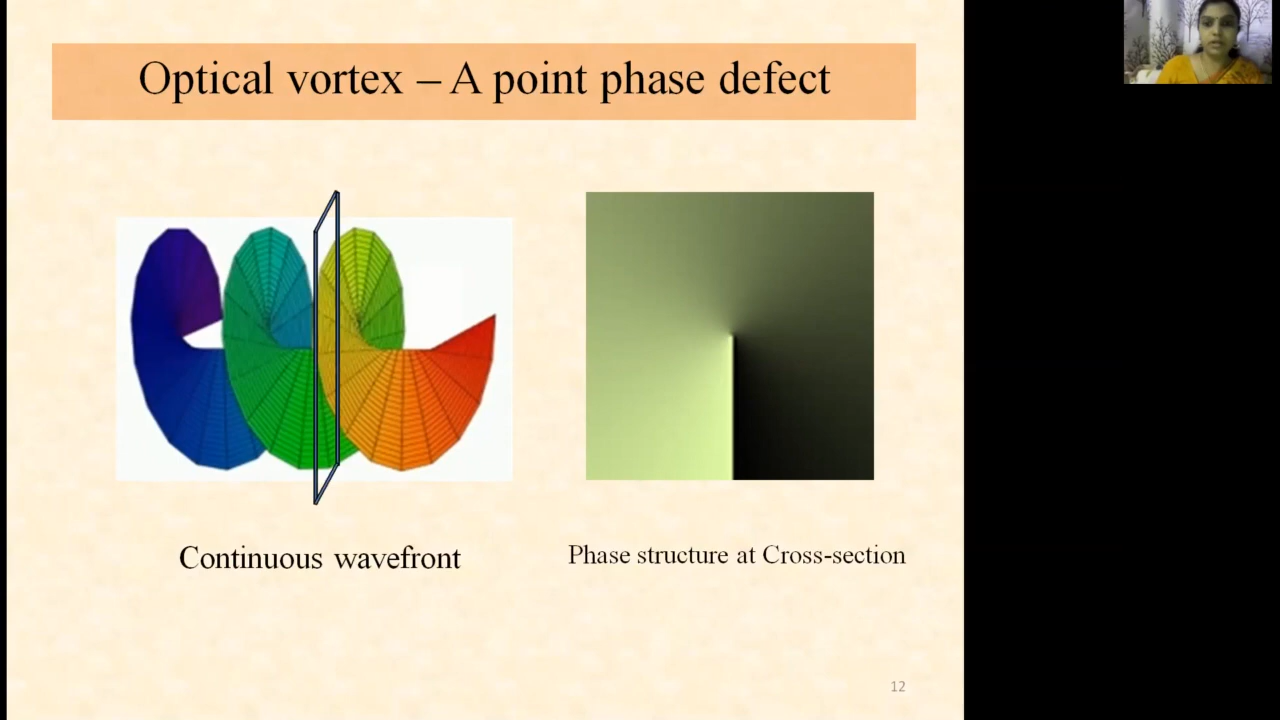 Optical vortex – A point phase defect
Continuous wavefront
Phase structure at Cross-section
12